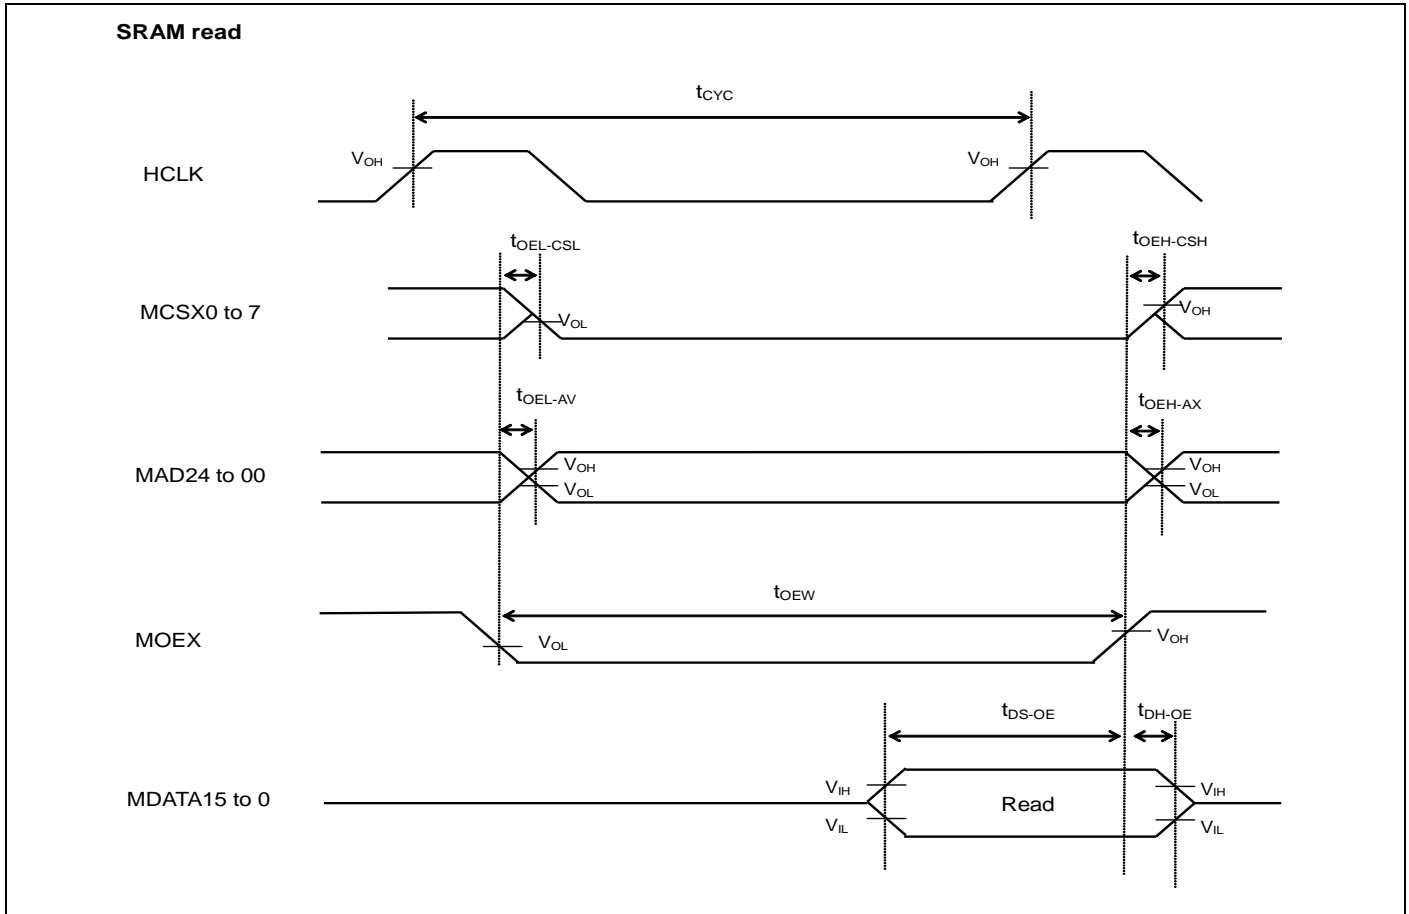 SRAM read
tCYC
VOH
VOH
HCLK
tOEL-CSL
tOEH-CSH
MCSX0 to 7
VOL
VOH
tOEL-AV
tOEH-AX
MAD24 to 00
VOH
VOH
VOL
VOL
tOEW
MOEX
VOL
VOH
tDS-OE
tDH-OE
MDATA15 to 0
VIH
Read
VIH
VIL
VIL